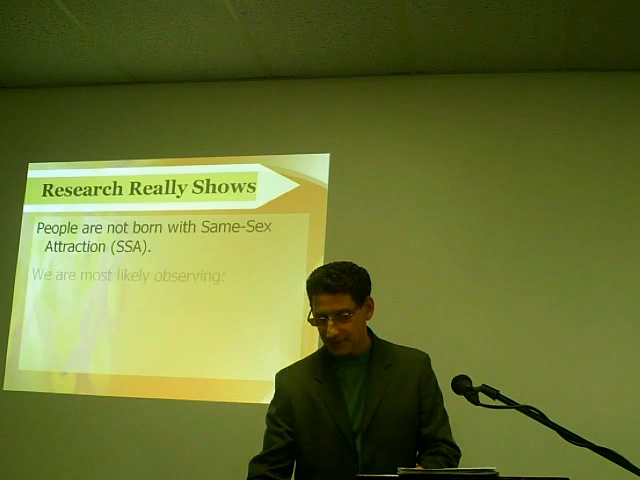 Research Really Shows
People are not born with Same-Sex
Attraction (SSA).
We are most likely observing: